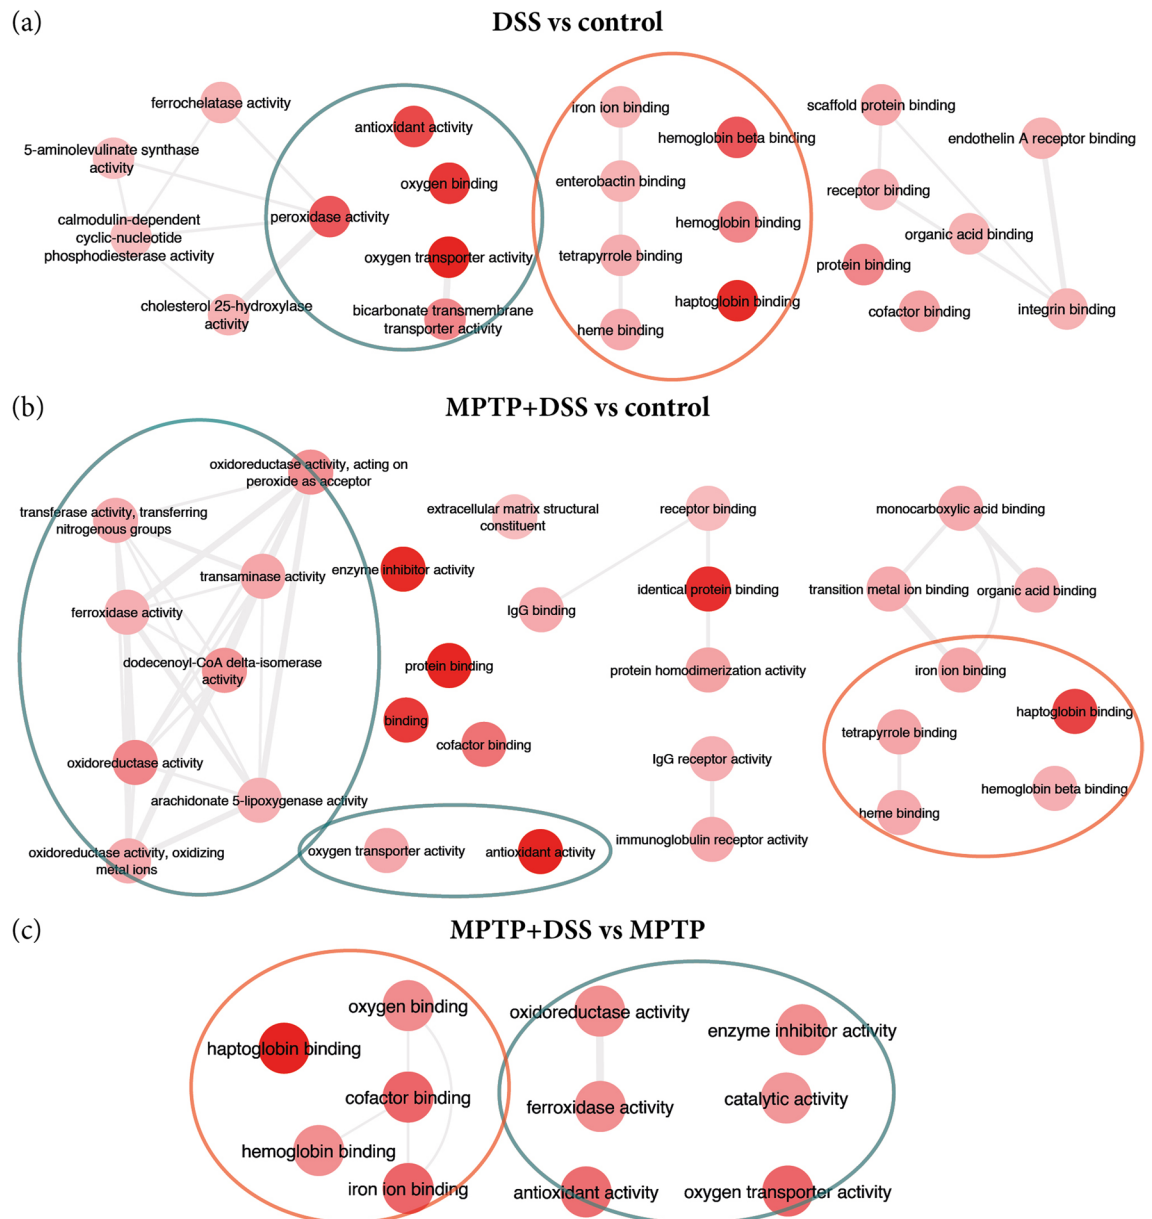 (a)
DSS vs control
ferrochelatase activity
5-aminolevulinate synthase
activity
calmodulin-dependent
cyclic-nucleotide
phosphodiesterase activity
cholesterol 25-hydroxylase
activity
peroxidase activity
antioxidant activity
oxygen binding
oxygen transporter activity
bicarbonate transmembrane
transporter activity
iron ion binding
hemoglobin beta binding
enterobactin binding
hemoglobin binding
tetrapyrrole binding
haptoglobin binding
heme binding
scaffold protein binding
endothelin A receptor binding
receptor binding
organic acid binding
protein binding
cofactor binding
integrin binding
(b)
MPTP+DSS vs control
oxidoreductase activity, acting on
peroxide as acceptor
transferase activity, transferring
nitrogenous groups
transaminase activity
ferroxidase activity
dodecenoyl-CoA delta-isomerase
activity
oxidoreductase activity
arachidonate 5-lipoxygenase activity
oxidoreductase activity, oxidizing
metal ions
extracellular matrix structural
constituent
enzyme inhibitor activity
IgG binding
protein binding
binding
cofactor binding
oxygen transporter activity
antioxidant activity
receptor binding
identical protein binding
protein homodimerization activity
IgG receptor activity
immunoglobulin receptor activity
monocarboxylic acid binding
transition metal ion binding
organic acid binding
iron ion binding
haptoglobin binding
tetrapyrrole binding
hemoglobin beta binding
heme binding
(c)
MPTP+DSS vs MPTP
oxygen binding
haptoglobin binding
cofactor binding
hemoglobin binding
iron ion binding
oxidoreductase activity
enzyme inhibitor activity
ferroxidase activity
catalytic activity
antioxidant activity
oxygen transporter activity